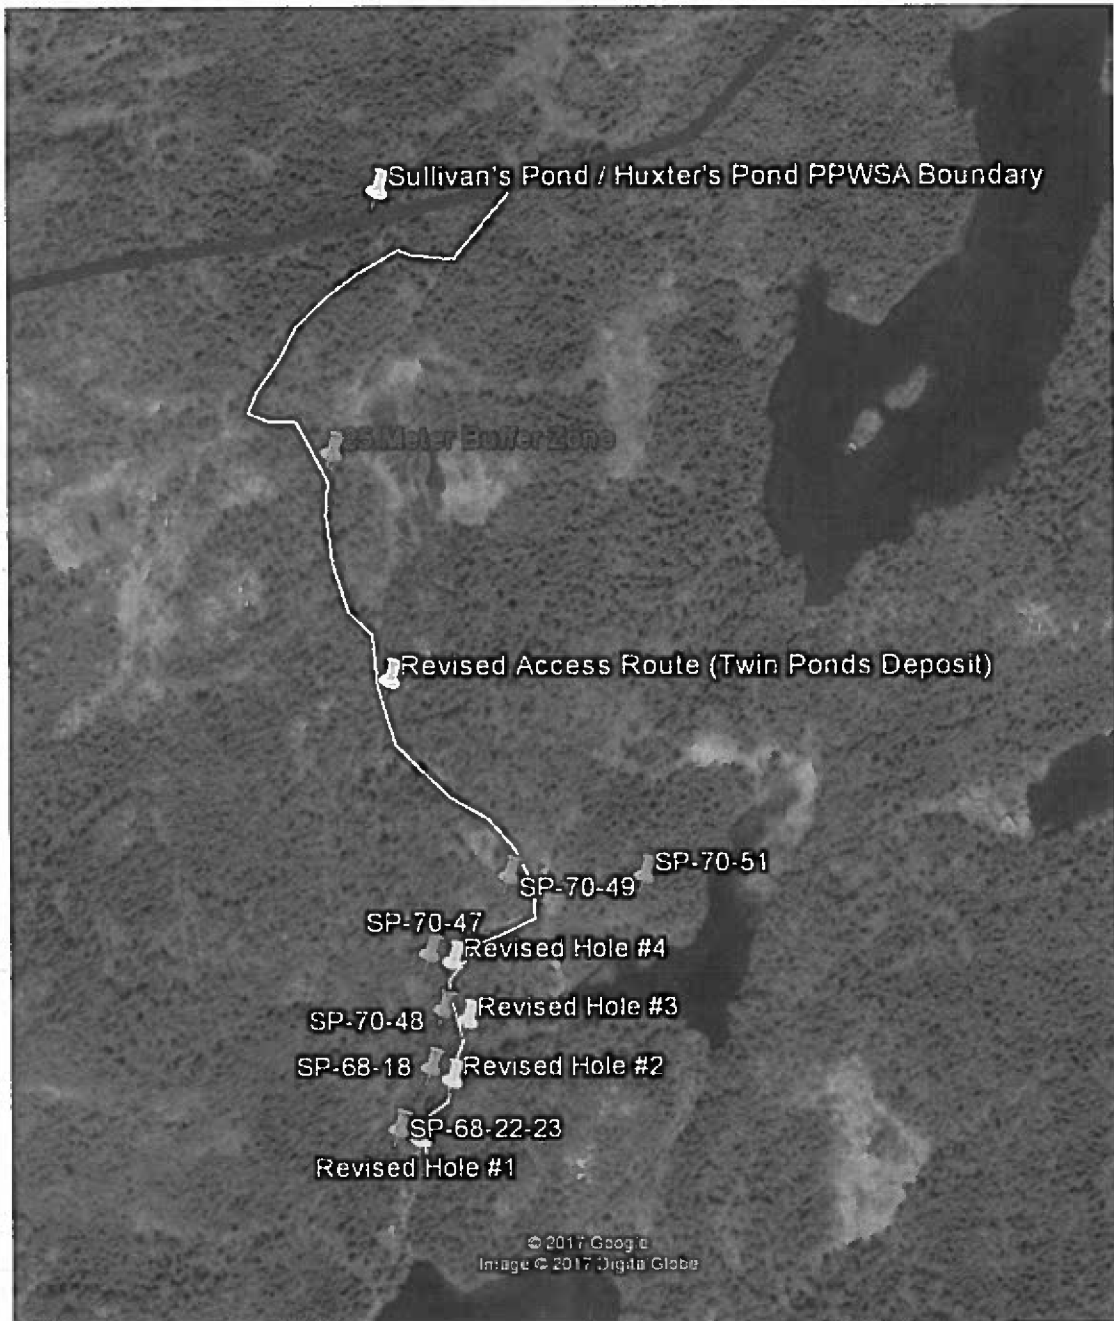 Sullivan's Pond / Huxter's Pond PPWSA Boundary
Meter Buffer Zone
Revised Access Route (Twin Ponds Deposit)
SP-70-51
SP-70-49
SP-70-47
Revised Hole #4
Revised Hole #3
SP-70-48
SP-68-18
Revised Hole #2
SP-68-22-23
Revised Hole #1
© 2017 Google
Image © 2017 Digital Globe